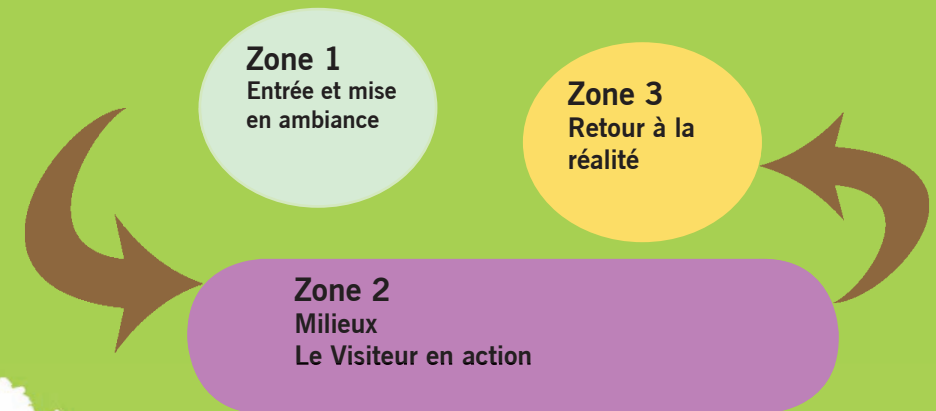 Zone 1
Entrée et mise
en ambiance
Zone 3
Retour à la
réalité
Zone 2
Milieux
Le Visiteur en action